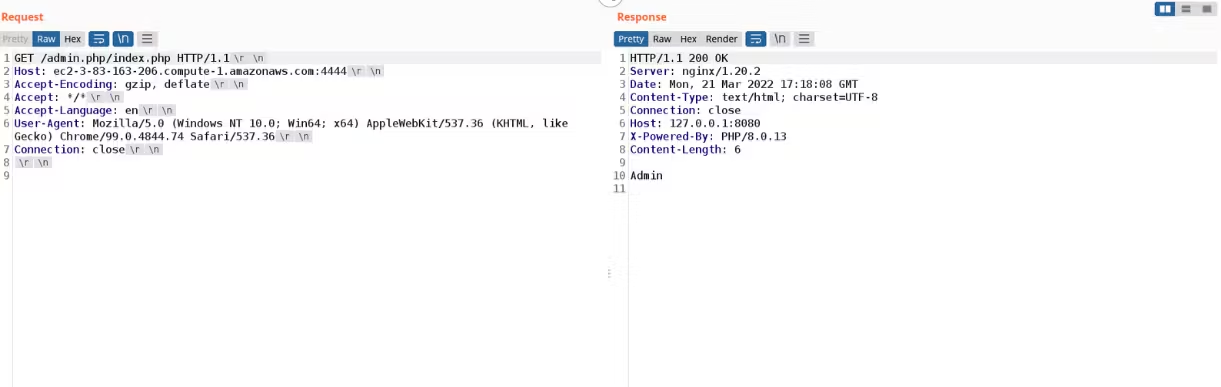 Request
Pretty Raw Hex \n
1 GET /admin.php/index.php HTTP/1.1 \r \n
2 Host: ec2-3-83-163-206.compute-1.amazonaws.com:4444 \r \n
3 Accept-Encoding: gzip, deflate \r \n
4 Accept: */* \r \n
5 Accept-Language: en \r \n
6 User-Agent: Mozilla/5.0 (Windows NT 10.0; Win64; x64) AppleWebKit/537.36 (KHTML, like
Gecko) Chrome/99.0.4844.74 Safari/537.36 \r \n
7 Connection: close \r \n
8 \r \n
9
Response
Pretty Raw Hex Render \n
1 HTTP/1.1 200 OK
2 Server: nginx/1.20.2
3 Date: Mon, 21 Mar 2022 17:18:08 GMT
4 Content-Type: text/html; charset=UTF-8
5 Connection: close
6 Host: 127.0.0.1:8080
7 X-Powered-By: PHP/8.0.13
8 Content-Length: 6
9
10 Admin
11